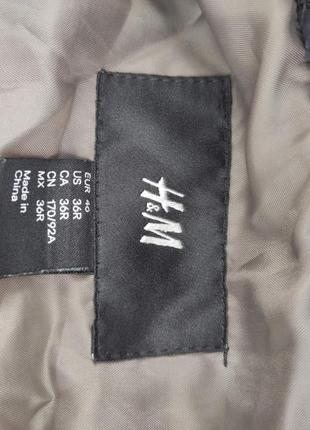 H&M
EUR 46
US 36R
CA 36R
CN 170/92A
MX 36R
Made in
China